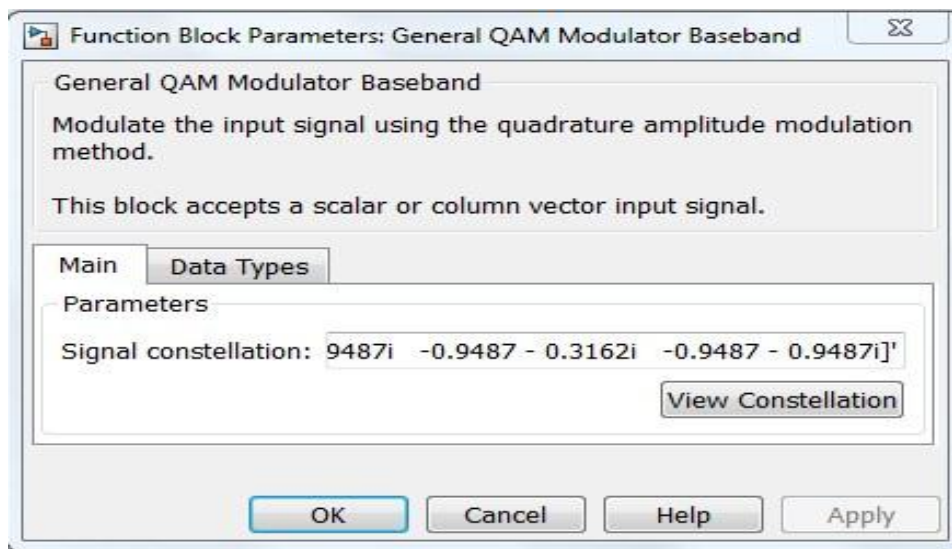 Function Block Parameters: General QAM Modulator Baseband
General QAM Modulator Baseband
Modulate the input signal using the quadrature amplitude modulation
method.
This block accepts a scalar or column vector input signal.
Main Data Types
Parameters
Signal constellation: 9487i -0.9487 - 0.3162i -0.9487 - 0.9487i]'
View Constellation
OK Cancel Help Apply